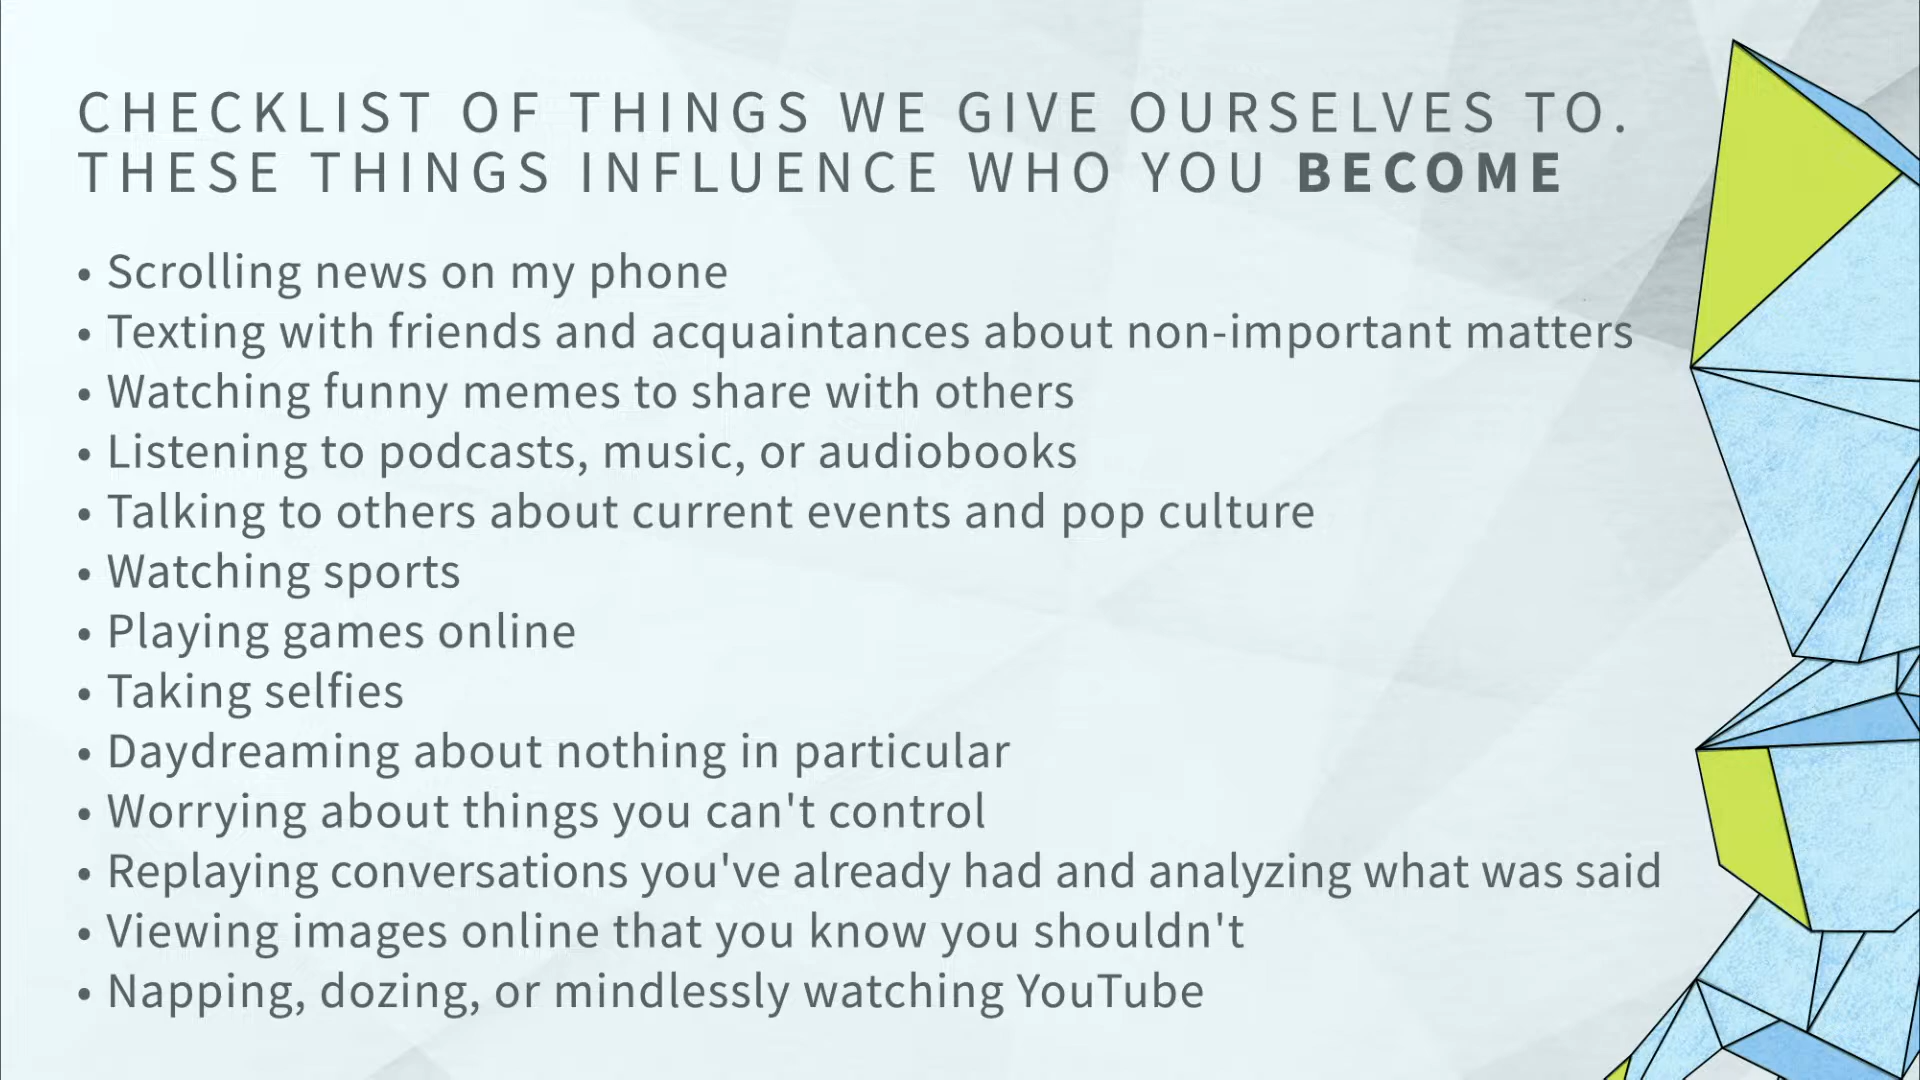 CHECKLIST OF THINGS WE GIVE OURSELVES TO.
THESE THINGS INFLUENCE WHO YOU BECOME
• Scrolling news on my phone
• Texting with friends and acquaintances about non-important matters
• Watching funny memes to share with others
• Listening to podcasts, music, or audiobooks
• Talking to others about current events and pop culture
• Watching sports
• Playing games online
• Taking selfies
• Daydreaming about nothing in particular
• Worrying about things you can't control
• Replaying conversations you've already had and analyzing what was said
• Viewing images online that you know you shouldn't
• Napping, dozing, or mindlessly watching YouTube